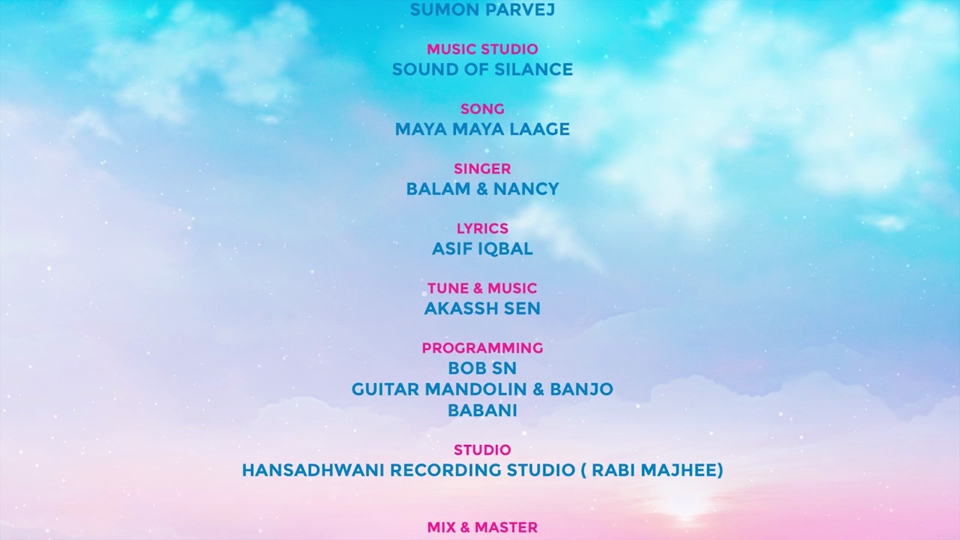 SUMON PARVEJ
MUSIC STUDIO
SOUND OF SILANCE
SONG
MAYA MAYA LAAGE
SINGER
BALAM & NANCY
LYRICS
ASIF IQBAL
TUNE & MUSIC
AKASSH SEN
PROGRAMMING
BOB SN
GUITAR MANDOLIN & BANJO
BABANI
STUDIO
HANSADHWANI RECORDING STUDIO ( RABI MAJHEE)
MIX & MASTER